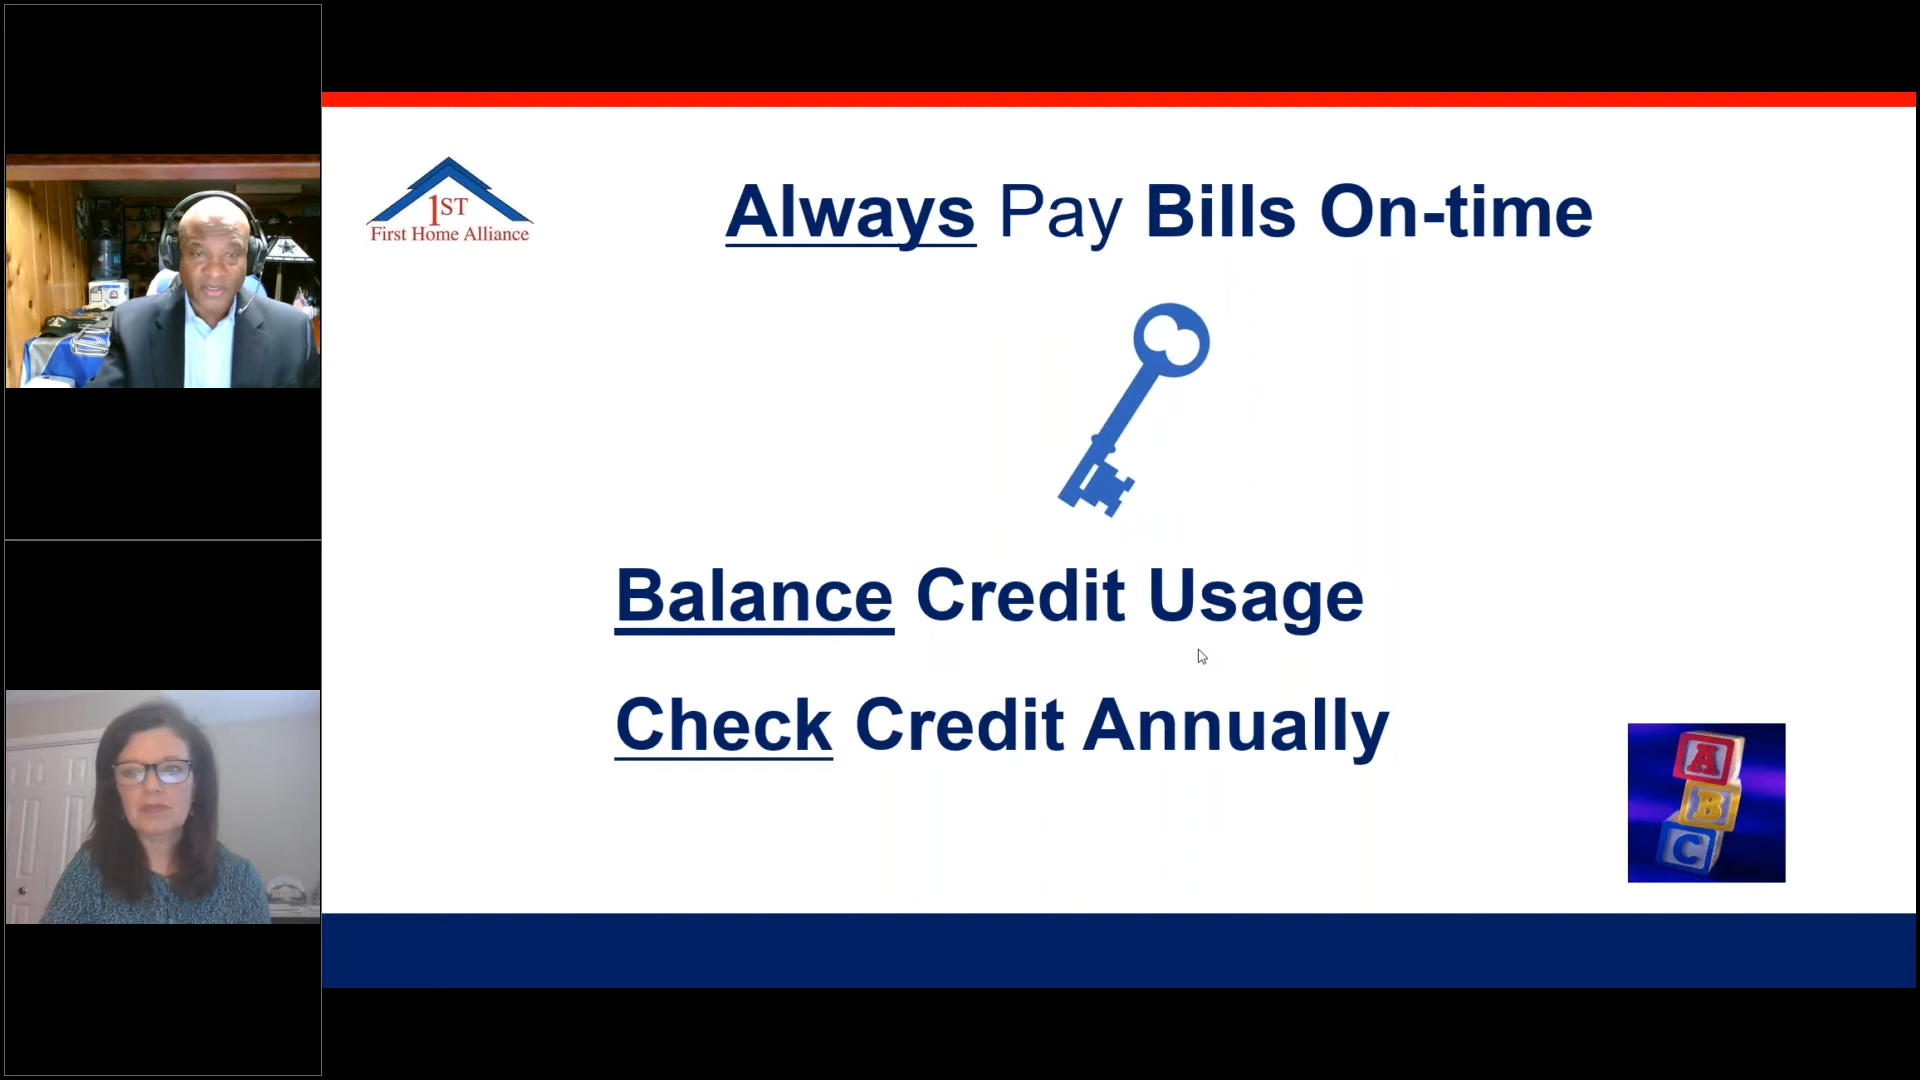 1ST
First Home Alliance
Always Pay Bills On-time
Balance Credit Usage
Check Credit Annually
A
B
C